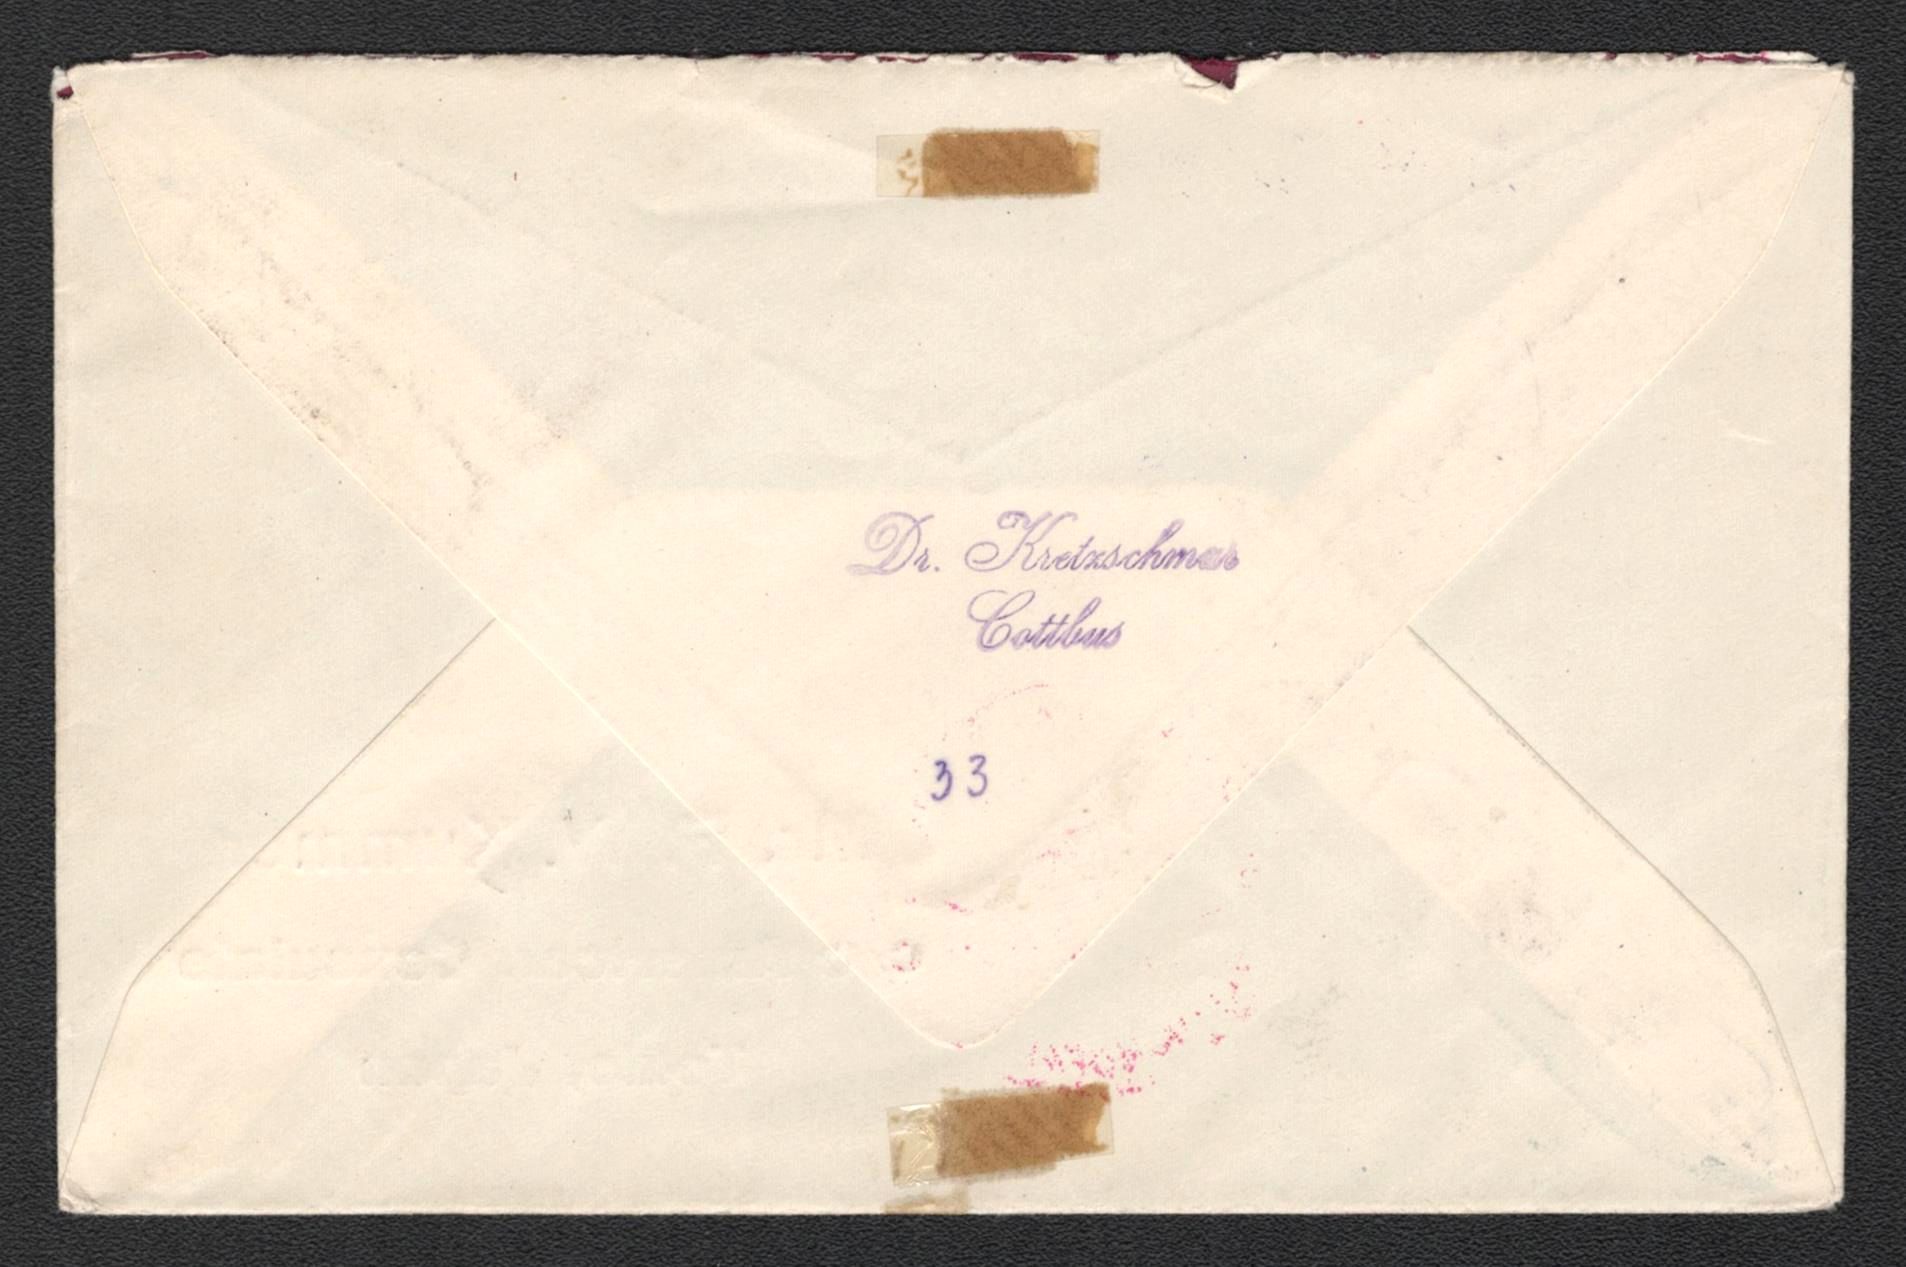 Dr. Kretzschmar
Cottbus
33